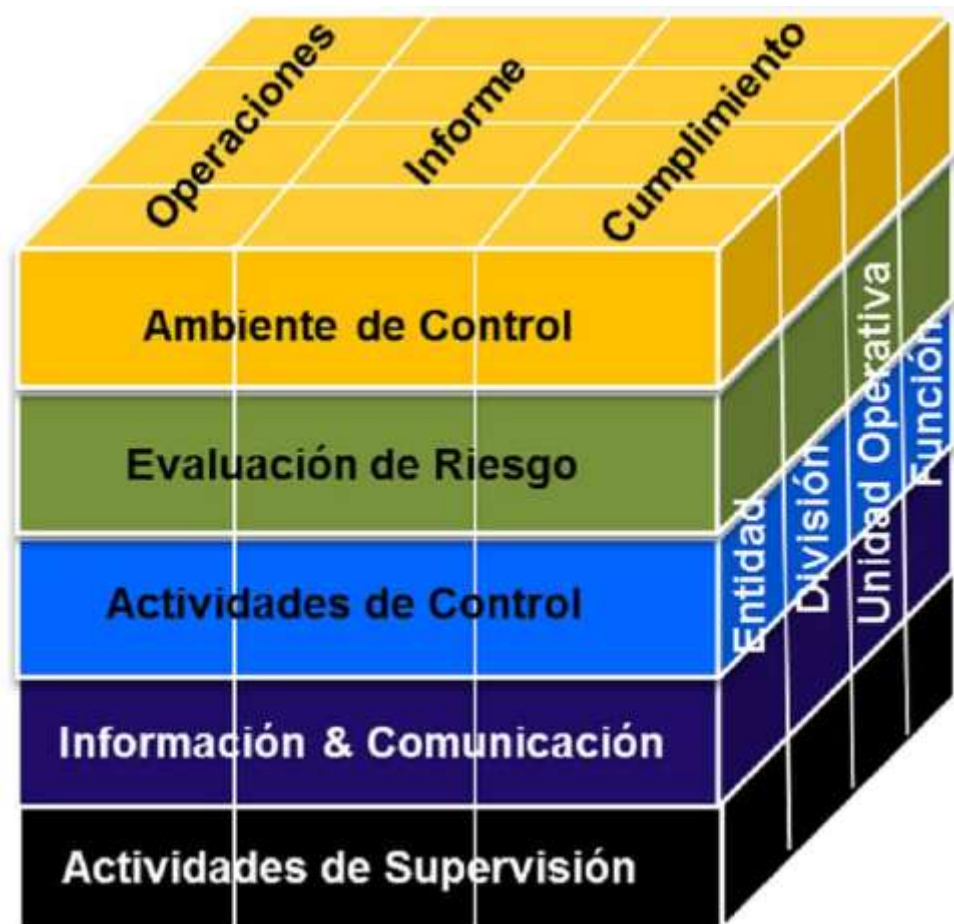 Operaciones
Informe
Cumplimiento
Ambiente de Control
Evaluación de Riesgo
Actividades de Control
Información & Comunicación
Actividades de Supervisión
Entidad
División
Unidad Operativa
Función